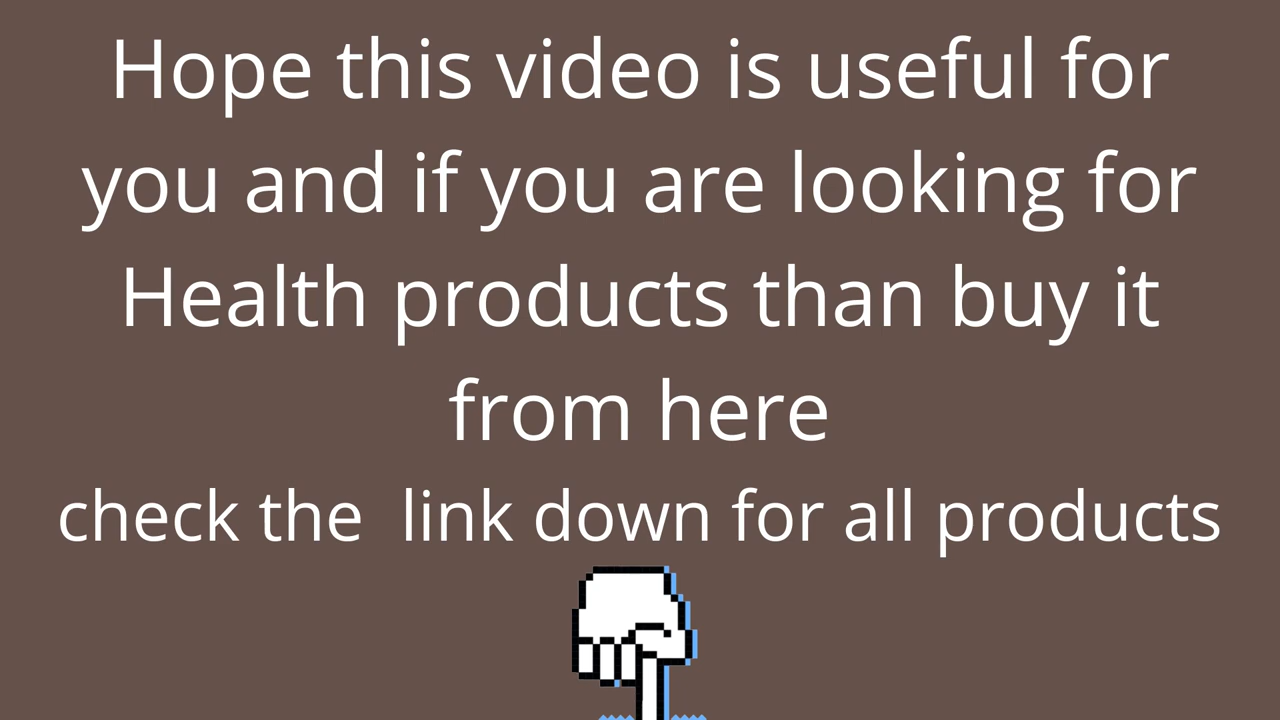 Hope this video is useful for
you and if you are looking for
Health products than buy it
from here
check the  link down for all products